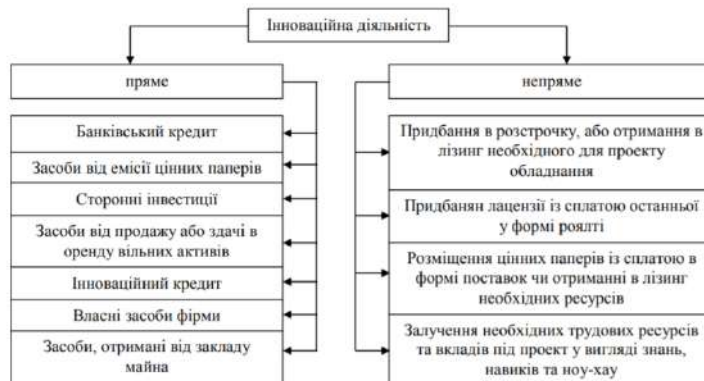 Інноваційна діяльність
пряме
Банківський кредит
Засоби від емісії цінних паперів
Сторонні інвестиції
Засоби від продажу або здачі в
оренду вільних активів
Інноваційний кредит
Власні засоби фірми
Засоби, отримані від закладу
майна
непряме
Придбання в розстрочку, або отримання в
лізинг необхідного для проекту
обладнання
Придбанян лацензії із сплатою останньої
у формі роялті
Розміщення цінних паперів із сплатою в
формі поставок чи отриманні в лізинг
необхідних ресурсів
Залучення необхідних трудових ресурсів
та вкладів під проект у вигляді знань,
навиків та ноу-хау